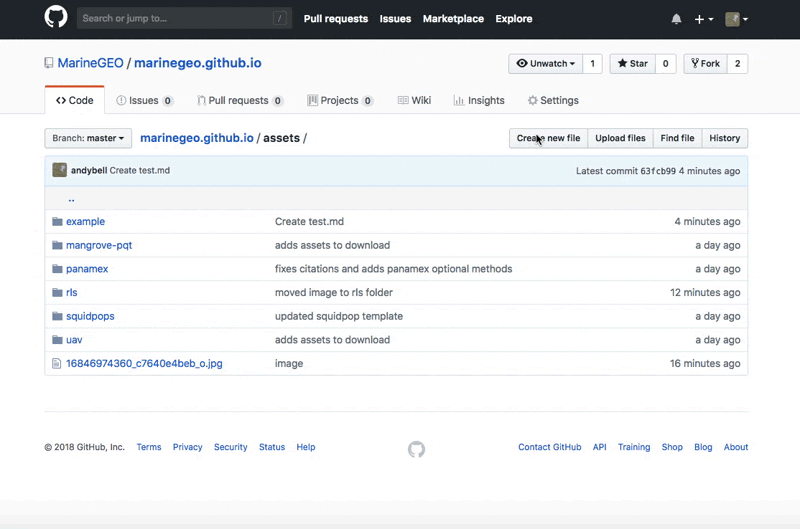 Search or jump to... / Pull requests Issues Marketplace Explore
MarineGEO / marinegeo.github.io Unwatch 1 Star 0 Fork 2
Code Issues 0 Pull requests 0 Projects 0 Wiki Insights Settings
Branch: master marinegeo.github.io / assets / Create new file Upload files Find file History
andybell Create test.md Latest commit 63fcb99 4 minutes ago
..
example Create test.md 4 minutes ago
mangrove-pqt adds assets to download a day ago
panamex fixes citations and adds panamex optional methods a day ago
rls moved image to rls folder 12 minutes ago
squidpops updated squidpop template a day ago
uav adds assets to download a day ago
16846974360_c7640e4beb_o.jpg image 16 minutes ago
© 2018 GitHub, Inc. Terms Privacy Security Status Help Contact GitHub API Training Shop Blog About